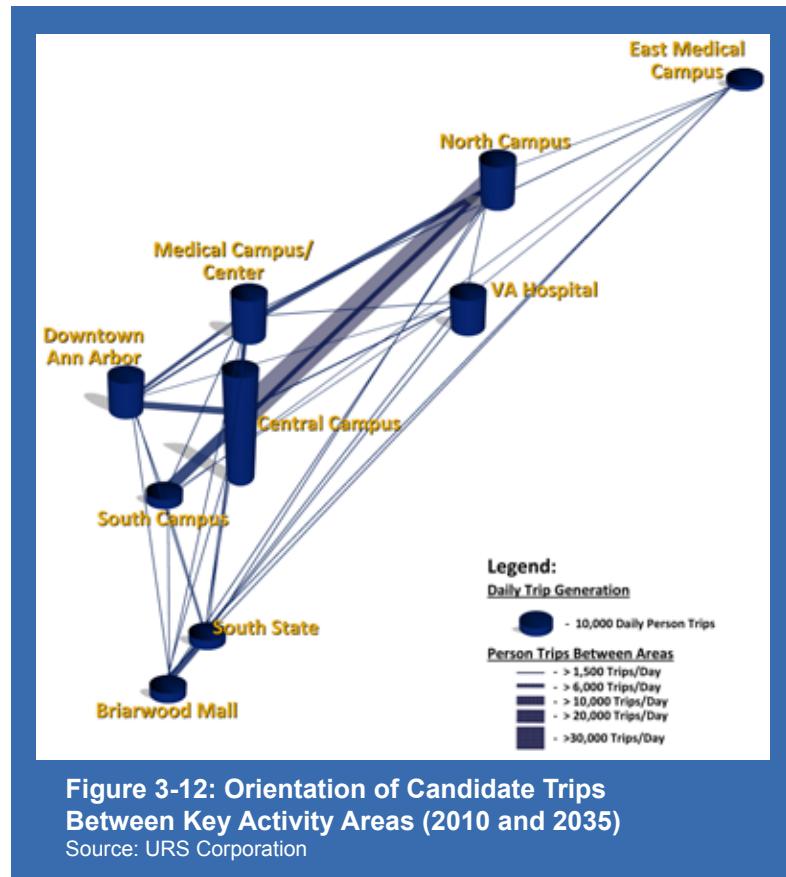 East Medical
Campus
North Campus
Medical Campus/
Center
VA Hospital
Downtown
Ann Arbor
Central Campus
South Campus
South State
Briarwood Mall
Legend:
Daily Trip Generation
- 10,000 Daily Person Trips
Person Trips Between Areas
- > 1,500 Trips/Day
- > 6,000 Trips/Day
- > 10,000 Trips/Day
- > 20,000 Trips/Day
- >30,000 Trips/Day
Figure 3-12: Orientation of Candidate Trips
Between Key Activity Areas (2010 and 2035)
Source: URS Corporation